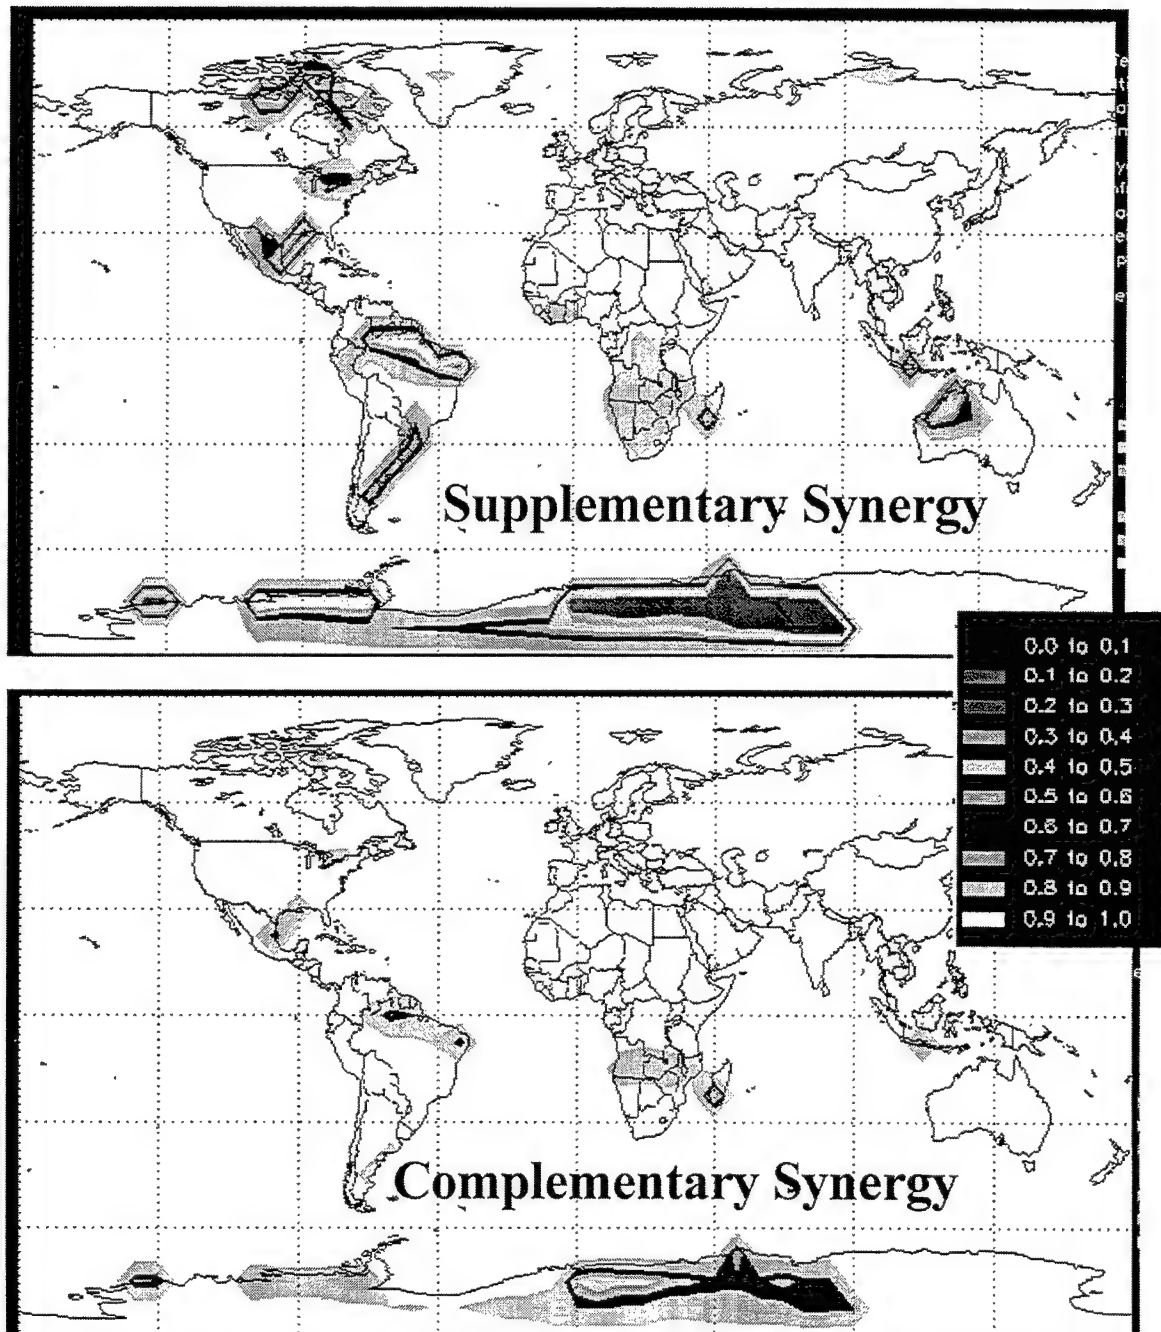 Supplementary Synergy
0.0 to 0.1
0.1 to 0.2
0.2 to 0.3
0.3 to 0.4
0.4 to 0.5
0.5 to 0.6
0.6 to 0.7
0.7 to 0.8
0.8 to 0.9
0.9 to 1.0
Complementary Synergy